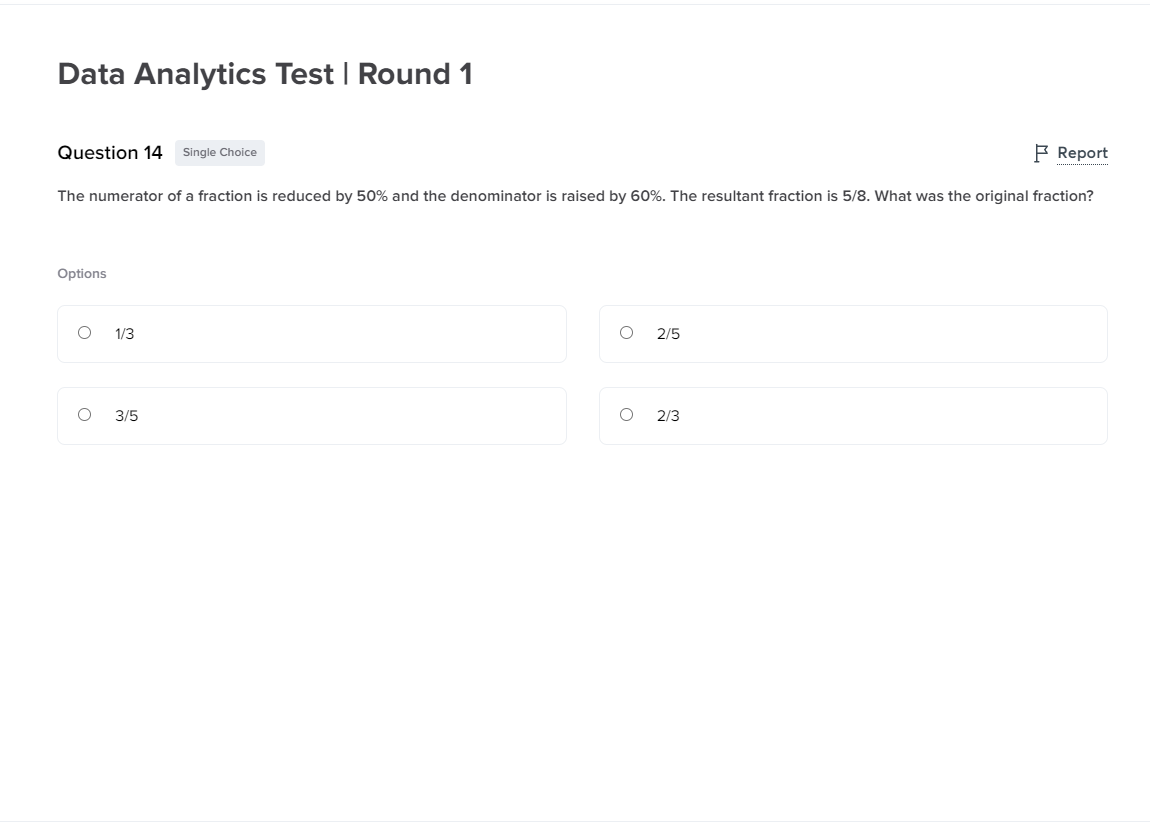 Data Analytics Test | Round 1
Question 14 Single Choice Report
The numerator of a fraction is reduced by 50% and the denominator is raised by 60%. The resultant fraction is 5/8. What was the original fraction?
Options
1/3 2/5
3/5 2/3